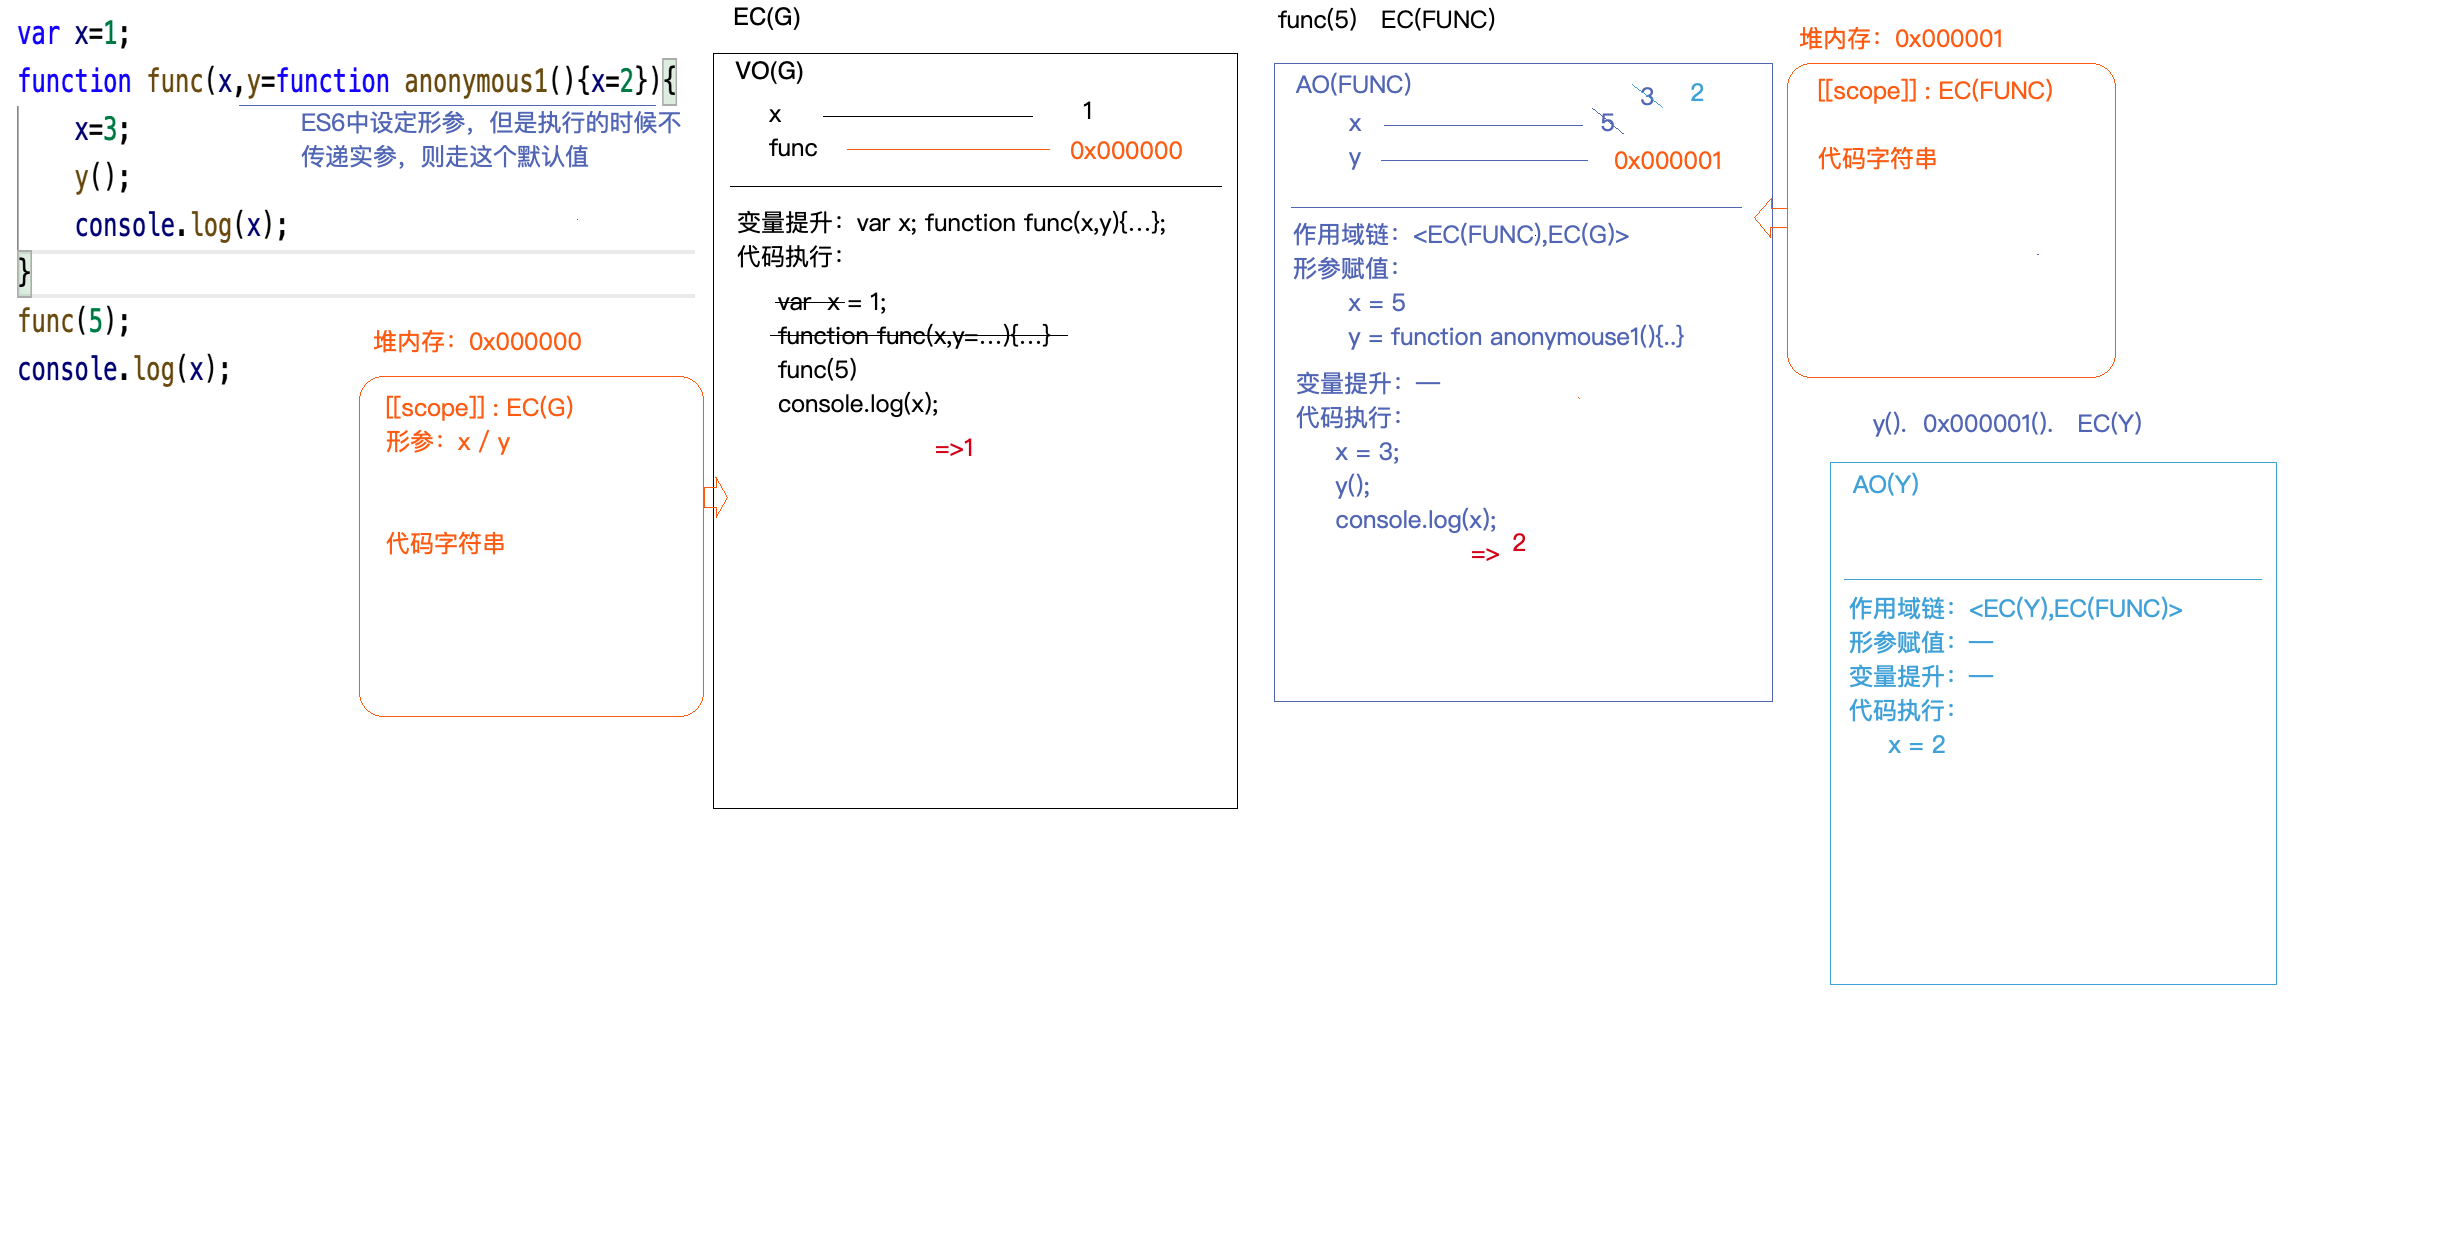 var x=1;
function func(x,y=function anonymous1(){x=2}){
x=3;
ES6中设定形参，但是执行的时候不
传递实参，则走这个默认值
y();
console.log(x);
}
func(5);
console.log(x);
堆内存：0x000000
[[scope]] : EC(G)
形参：x / y
代码字符串
EC(G)
VO(G)
x 1
func 0x000000
变量提升：var x; function func(x,y){...};
代码执行：
var x = 1;
function func(x,y=...){...}
func(5)
console.log(x);
=>1
func(5) EC(FUNC)
AO(FUNC)
3 2
x 5
y 0x000001
作用域链：<EC(FUNC),EC(G)>
形参赋值：
x = 5
y = function anonymouse1(){..}
变量提升：—
代码执行：
x = 3;
y();
console.log(x);
=> 2
堆内存：0x000001
[[scope]] : EC(FUNC)
代码字符串
y(). 0x000001(). EC(Y)
AO(Y)
作用域链：<EC(Y),EC(FUNC)>
形参赋值：—
变量提升：—
代码执行：
x = 2